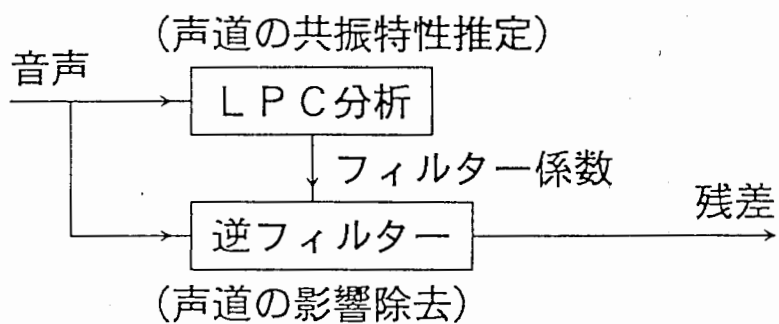 (声道の共振特性推定)
音声
LPC分析
フィルター係数
残差
逆フィルター
(声道の影響除去)